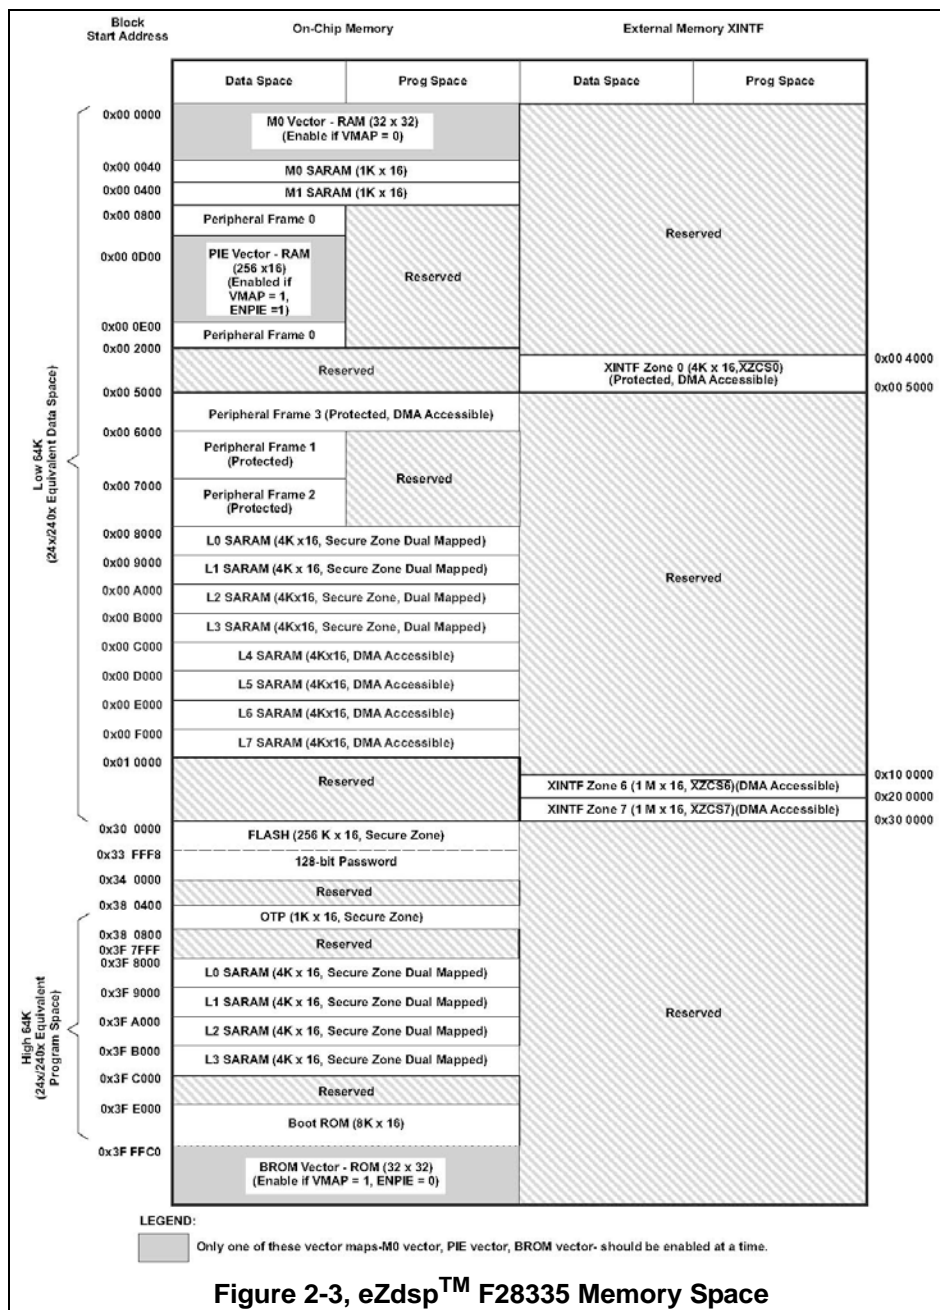 Block
Start Address
On-Chip Memory
External Memory XINTF
Data Space
Prog Space
Data Space
Prog Space
0x00 0000
M0 Vector - RAM (32 x 32)
(Enable if VMAP = 0)
0x00 0040
M0 SARAM (1K x 16)
0x00 0400
M1 SARAM (1K x 16)
0x00 0800
Peripheral Frame 0
Reserved
0x00 0D00
PIE Vector - RAM
(256 x16)
(Enabled if
VMAP = 1,
ENPIE =1)
Reserved
0x00 0E00
Peripheral Frame 0
0x00 2000
Reserved
XINTF Zone 0 (4K x 16,XZCS0)
(Protected, DMA Accessible)
0x00 4000
0x00 5000
0x00 5000
Peripheral Frame 3 (Protected, DMA Accessible)
0x00 6000
Peripheral Frame 1
(Protected)
Reserved
0x00 7000
Peripheral Frame 2
(Protected)
Low 64K
(24x/240x Equivalent Data Space)
0x00 8000
L0 SARAM (4K x16, Secure Zone Dual Mapped)
0x00 9000
L1 SARAM (4K x 16, Secure Zone Dual Mapped)
Reserved
0x00 A000
L2 SARAM (4Kx16, Secure Zone, Dual Mapped)
0x00 B000
L3 SARAM (4Kx16, Secure Zone, Dual Mapped)
0x00 C000
L4 SARAM (4Kx16, DMA Accessible)
0x00 D000
L5 SARAM (4Kx16, DMA Accessible)
0x00 E000
L6 SARAM (4Kx16, DMA Accessible)
0x00 F000
L7 SARAM (4Kx16, DMA Accessible)
0x01 0000
Reserved
XINTF Zone 6 (1 M x 16, XZCS6)(DMA Accessible)
0x10 0000
0x20 0000
XINTF Zone 7 (1 M x 16, XZCS7)(DMA Accessible)
0x30 0000
0x30 0000
FLASH (256 K x 16, Secure Zone)
0x33 FFF8
128-bit Password
0x34 0000
Reserved
0x38 0400
OTP (1K x 16, Secure Zone)
0x38 0800
Reserved
0x3F 7FFF
0x3F 8000
L0 SARAM (4K x 16, Secure Zone Dual Mapped)
0x3F 9000
L1 SARAM (4K x 16, Secure Zone Dual Mapped)
Reserved
0x3F A000
L2 SARAM (4K x 16, Secure Zone Dual Mapped)
0x3F B000
L3 SARAM (4K x 16, Secure Zone Dual Mapped)
High 64K
(24x/240x Equivalent
Program Space)
0x3F C000
Reserved
0x3F E000
Boot ROM (8K x 16)
0x3F FFC0
BROM Vector - ROM (32 x 32)
(Enable if VMAP = 1, ENPIE = 0)
LEGEND:
Only one of these vector maps-M0 vector, PIE vector, BROM vector- should be enabled at a time.
Figure 2-3, eZdsp™ F28335 Memory Space